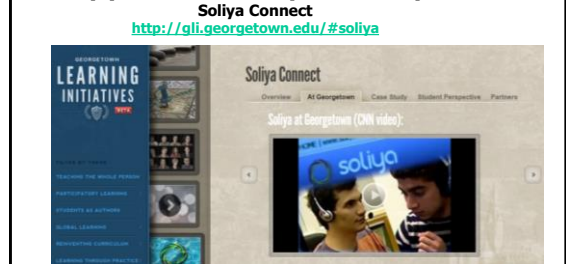 Soliya Connect
http://gli.georgetown.edu/#soliya
GEORGETOWN
LEARNING
INITIATIVES
BETA
TEACHING THE WHOLE PERSON
PARTICIPATORY LEARNING
STUDENTS AS AUTHORS
GLOBAL LEARNING
REINVENTING CURRICULUM
LEARNING THROUGH PRACTICE
Soliya Connect
Overview
At Georgetown
Case Study
Student Perspective
Partners
Soliya at Georgetown (CNN video):
soliya